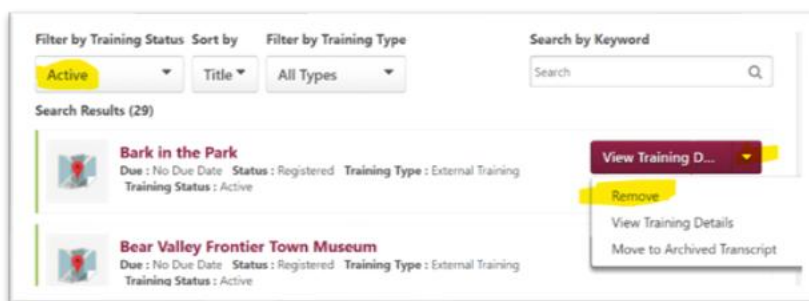 Filter by Training Status Sort by Filter by Training Type Search by Keyword
Active Title All Types Search
Search Results (29)
Bark in the Park View Training D...
Due : No Due Date Status : Registered Training Type : External Training
Training Status : Active
Remove
View Training Details
Move to Archived Transcript
Bear Valley Frontier Town Museum
Due : No Due Date Status : Registered Training Type : External Training
Training Status : Active